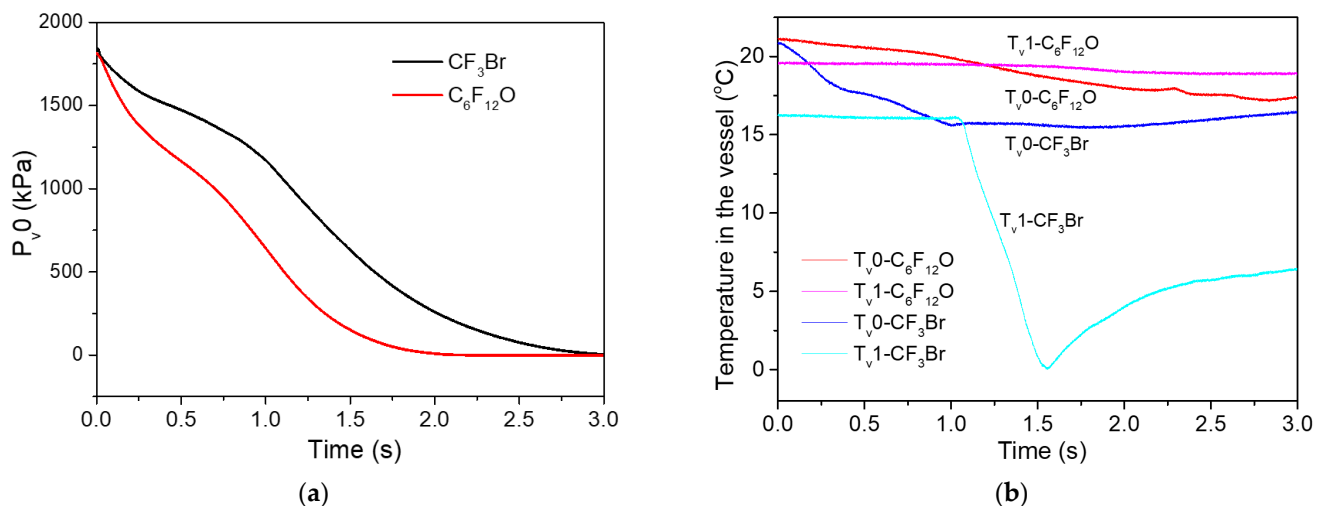 2000
1500
1000
500
0
P_v0 (kPa)
CF₃Br
C₆F₁₂O
0.0 0.5 1.0 1.5 2.0 2.5 3.0
Time (s)
(a)
20
15
10
5
0
Temperature in the vessel (°C)
T_v1-C₆F₁₂O
T_v0-C₆F₁₂O
T_v0-CF₃Br
T_v1-CF₃Br
T_v0-C₆F₁₂O
T_v1-C₆F₁₂O
T_v0-CF₃Br
T_v1-CF₃Br
0.0 0.5 1.0 1.5 2.0 2.5 3.0
Time (s)
(b)